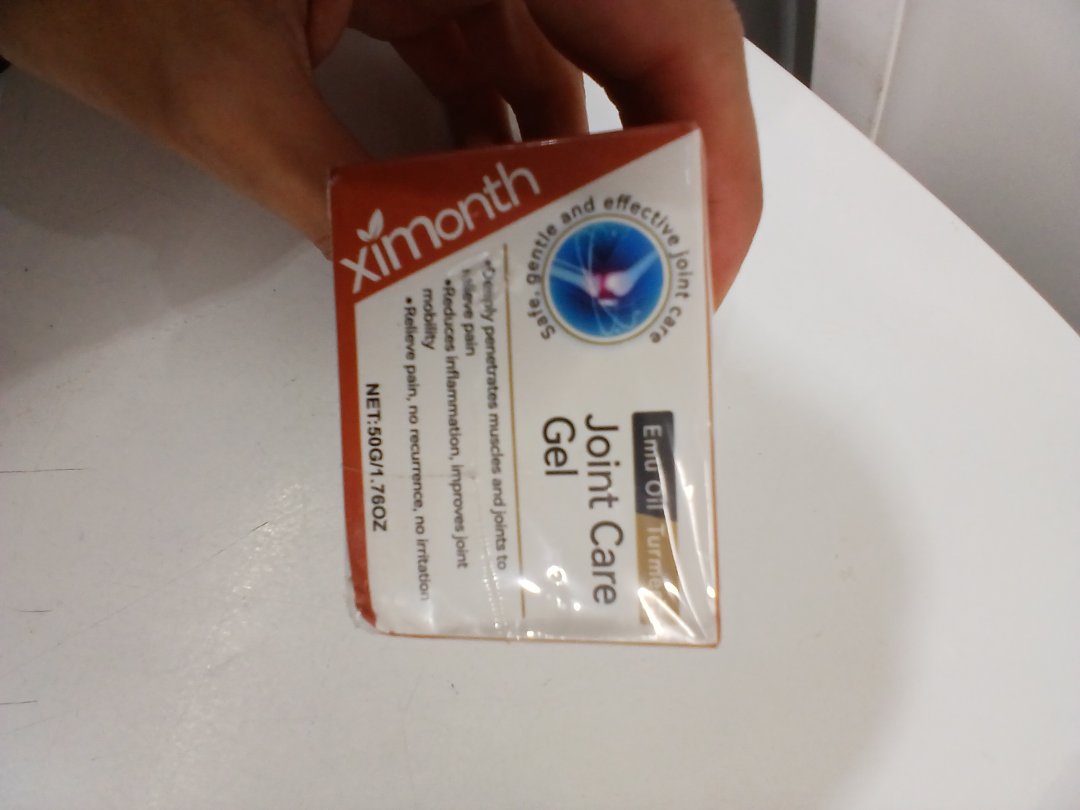 ximonth
Safe, gentle and effective joint care
Emu Oil
Joint Care
Gel
•Deeply penetrates muscles and joints to
relieve pain
•Reduces inflammation, improves joint
mobility
•Relieve pain, no recurrence, no irritation
NET:50G/1.76OZ